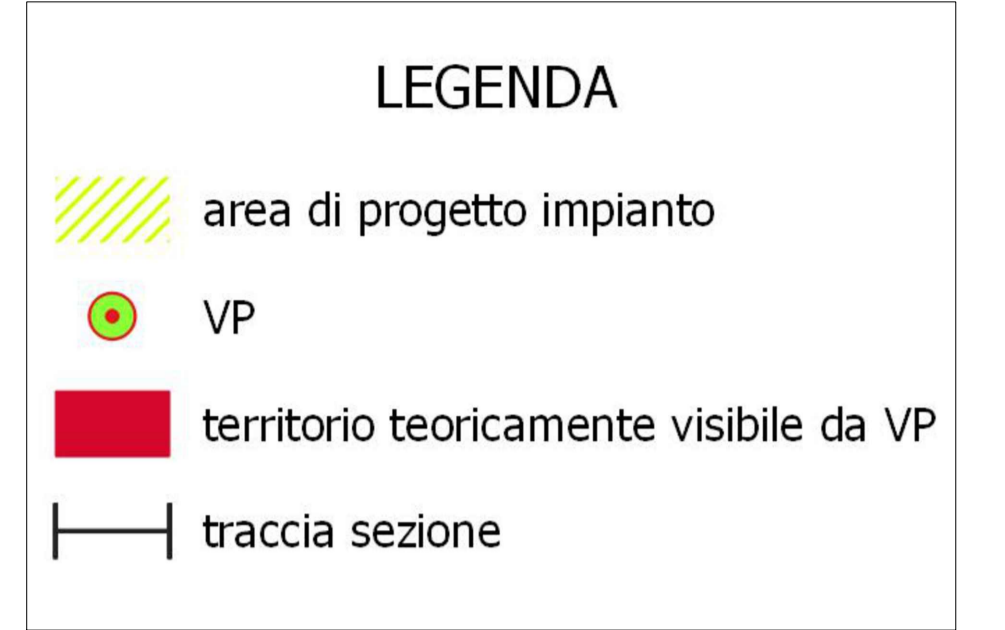 LEGENDA
area di progetto impianto
VP
territorio teoricamente visibile da VP
traccia sezione